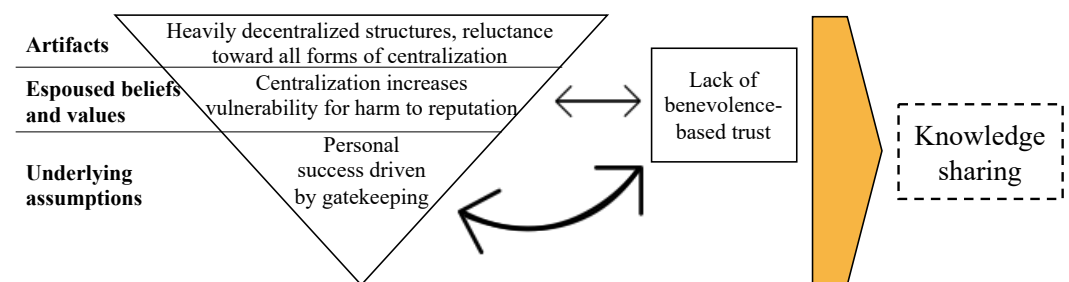 Artifacts
Heavily decentralized structures, reluctance
toward all forms of centralization
Espoused beliefs
and values
Centralization increases
vulnerability for harm to reputation
Underlying
assumptions
Personal
success driven
by gatekeeping
Lack of
benevolence-
based trust
Knowledge
sharing